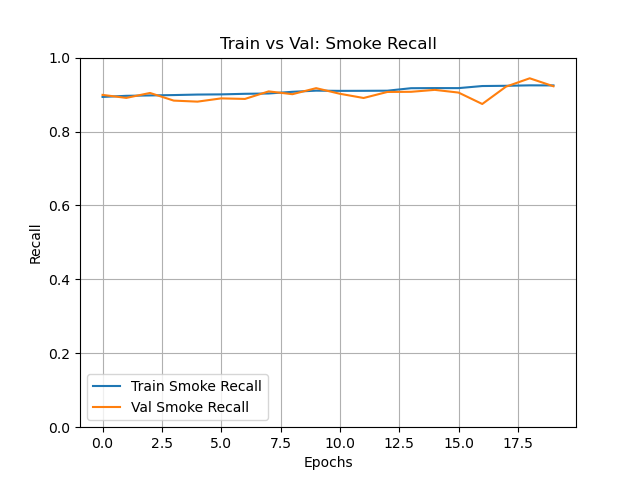 Train vs Val: Smoke Recall
1.0
0.8
0.6
0.4
0.2
0.0
Recall
Train Smoke Recall
Val Smoke Recall
0.0 2.5 5.0 7.5 10.0 12.5 15.0 17.5
Epochs